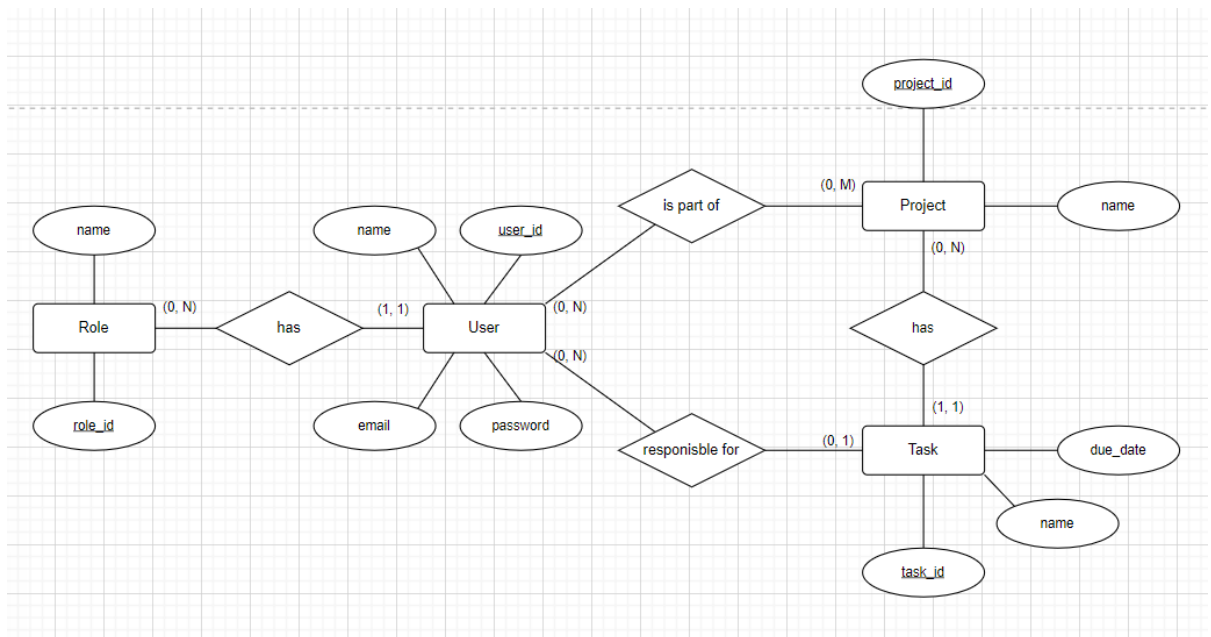 project_id
(0, M)
is part of
Project
name
name
name
user_id
(0, N)
(0, N)
(1, 1)
(0, N)
Role
has
User
has
(0, N)
(1, 1)
role_id
email
password
(0, 1)
responisble for
Task
due_date
name
task_id